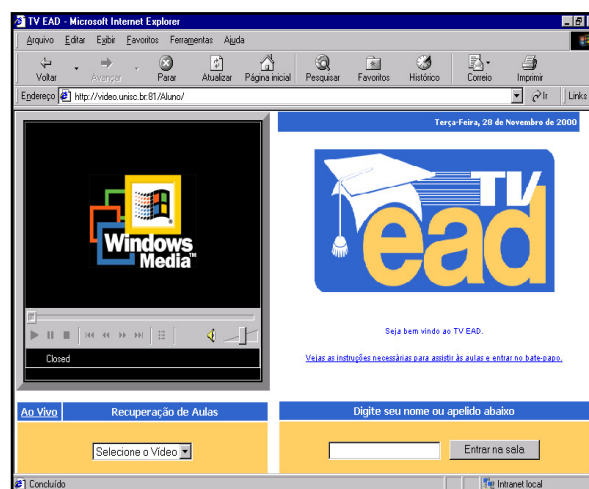 TV EAD - Microsoft Internet Explorer
Arquivo Editar Exibir Favoritos Ferramentas Ajuda
Voltar Avançar Parar Atualizar Página inicial Pesquisar Favoritos Histórico Correio Imprimir
Endereço http://video.unisc.br:81/Aluno/ Ir Links
Terça-Feira, 28 de Novembro de 2000
TV
ead
Windows
Media™
Seja bem vindo ao TV EAD.
Closed
Vejas as instruções necessárias para assistir às aulas e entrar no bate-papo.
Ao Vivo Recuperação de Aulas Digite seu nome ou apelido abaixo
Selecione o Vídeo Entrar na sala
Concluído Intranet local